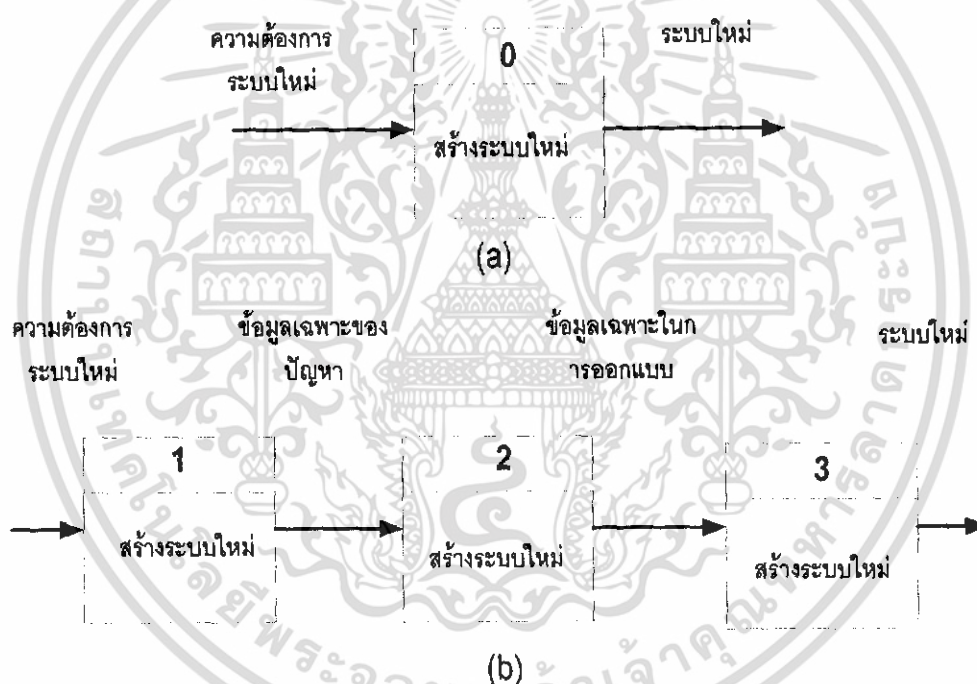 ความต้องการ
ระบบใหม่
0
สร้างระบบใหม่
ระบบใหม่
(a)
ความต้องการ
ระบบใหม่
ข้อมูลเฉพาะของ
ปัญหา
ข้อมูลเฉพาะในก
ารออกแบบ
ระบบใหม่
1
สร้างระบบใหม่
2
สร้างระบบใหม่
3
สร้างระบบใหม่
(b)